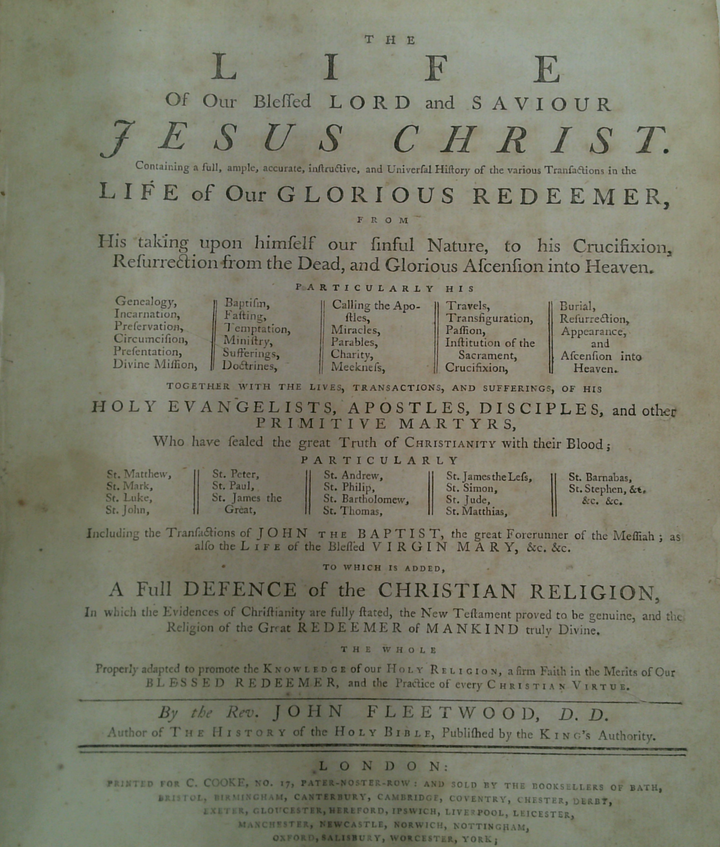 THE
LIFE
Of Our Bleſſed LORD and SAVIOUR
JESUS CHRIST.
Containing a full, ample, accurate, inſtructive, and Univerſal Hiſtory of the various Tranſactions in the
LIFE of Our GLORIOUS REDEEMER,
FROM
His taking upon himſelf our ſinful Nature, to his Crucifixion,
Reſurrection from the Dead, and Glorious Aſcenſion into Heaven.
PARTICULARLY HIS
Genealogy,
Incarnation,
Preſervation,
Circumciſion,
Preſentation,
Divine Miſſion,
Baptiſm,
Faſting,
Temptation,
Miniſtry,
Sufferings,
Doctrines,
Calling the Apo-
ſtles,
Miracles,
Parables,
Charity,
Meekneſs,
Travels,
Transfiguration,
Paſſion,
Inſtitution of the
Sacrament,
Crucifixion,
Burial,
Reſurrection,
Appearance,
and
Aſcenſion into
Heaven.
TOGETHER WITH THE LIVES, TRANSACTIONS, AND SUFFERINGS, OF HIS
HOLY EVANGELISTS, APOSTLES, DISCIPLES, and other
PRIMITIVE MARTYRS,
Who have ſealed the great Truth of CHRISTIANITY with their Blood;
PARTICULARLY
St. Matthew,
St. Mark,
St. Luke,
St. John,
St. Peter,
St. Paul,
St. James the
Great,
St. Andrew,
St. Philip,
St. Bartholomew,
St. Thomas,
St. James the Leſs,
St. Simon,
St. Jude,
St. Matthias,
St. Barnabas,
St. Stephen, &c.
&c. &c.
Including the Tranſactions of JOHN THE BAPTIST, the great Forerunner of the Meſſiah; as
alſo the LIFE of the Bleſſed VIRGIN MARY, &c. &c.
TO WHICH IS ADDED,
A Full DEFENCE of the CHRISTIAN RELIGION,
In which the Evidences of Chriſtianity are fully ſtated, the New Teſtament proved to be genuine, and the
Religion of the Great REDEEMER of MANKIND truly Divine.
THE WHOLE
Properly adapted to promote the KNOWLEDGE of our HOLY RELIGION, a firm Faith in the Merits of Our
BLESSED REDEEMER, and the Practice of every CHRISTIAN VIRTUE.
By the Rev. JOHN FLEETWOOD, D. D.
Author of THE HISTORY of the HOLY BIBLE, Publiſhed by the KING's Authority.
LONDON:
PRINTED FOR C. COOKE, NO. 17, PATER-NOSTER-ROW: AND SOLD BY THE BOOKSELLERS OF BATH,
BRISTOL, BIRMINGHAM, CANTERBURY, CAMBRIDGE, COVENTRY, CHESTER, DERBY,
EXETER, GLOUCESTER, HEREFORD, IPSWICH, LIVERPOOL, LEICESTER,
MANCHESTER, NEWCASTLE, NORWICH, NOTTINGHAM,
OXFORD, SALISBURY, WORCESTER, YORK;